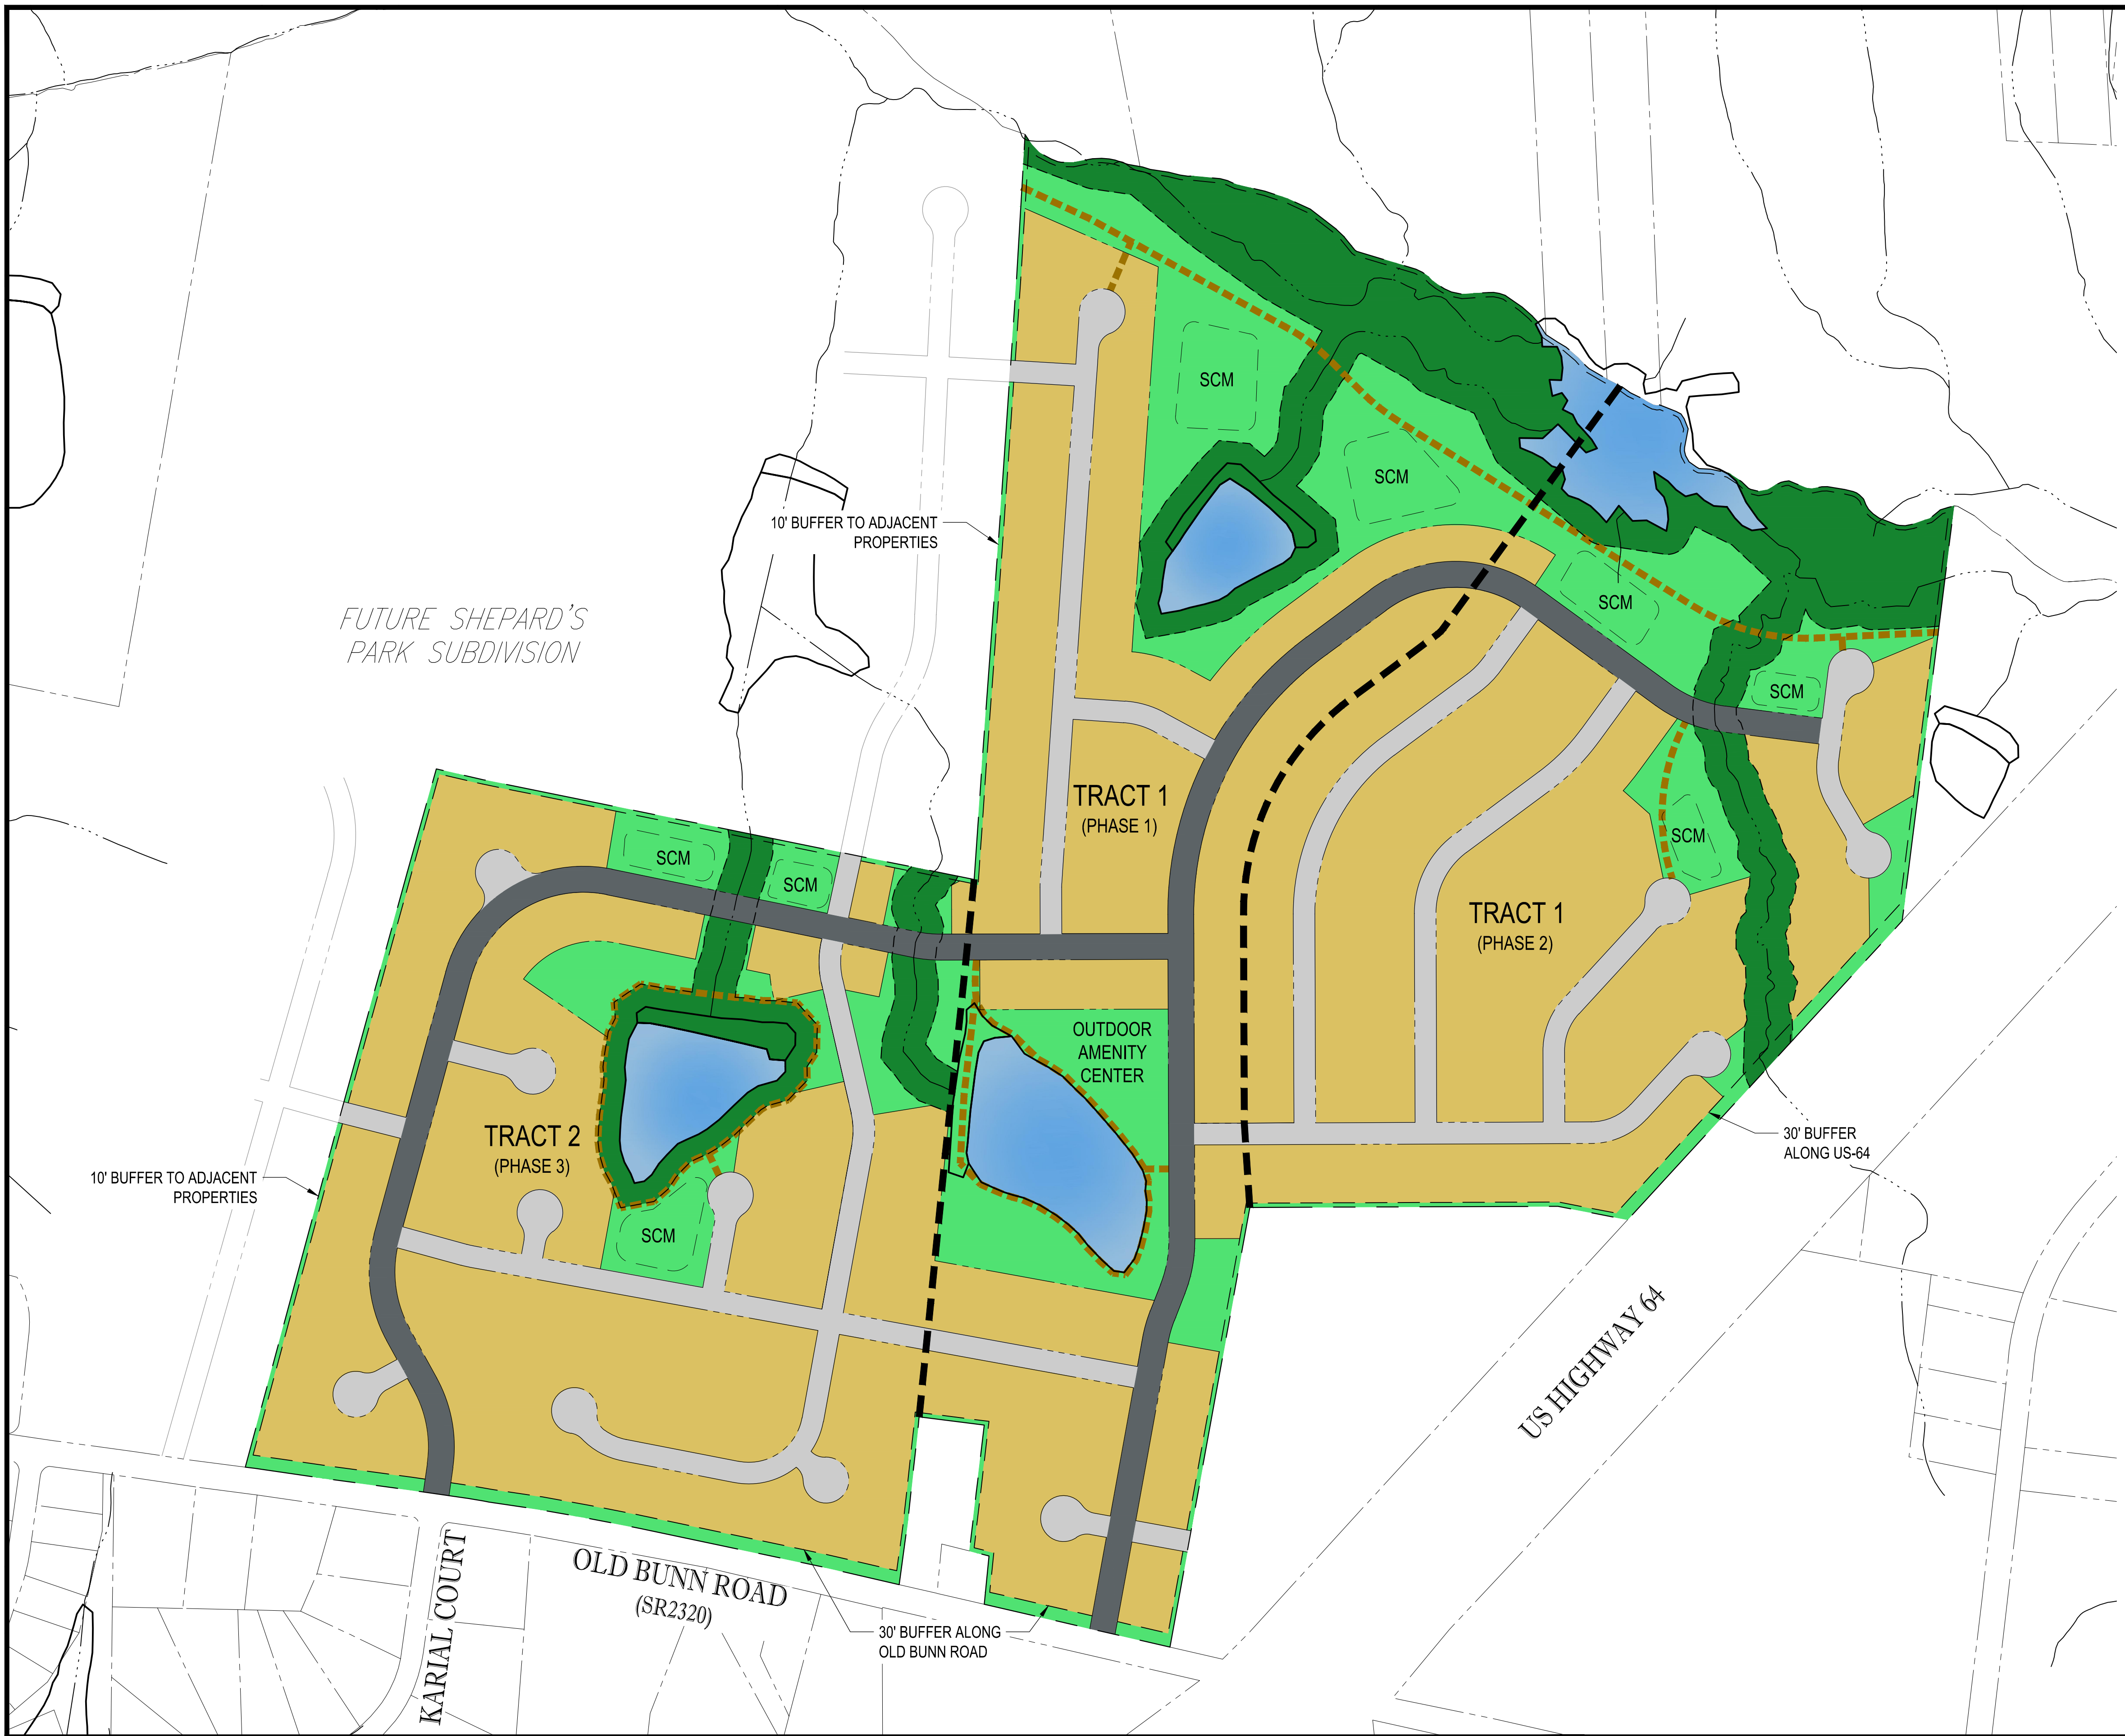 SCM
SCM
10' BUFFER TO ADJACENT
PROPERTIES
FUTURE SHEPARD'S
PARK SUBDIVISION
SCM
SCM
TRACT 1
(PHASE 1)
SCM
SCM
SCM
TRACT 1
(PHASE 2)
OUTDOOR
AMENITY
CENTER
TRACT 2
(PHASE 3)
30' BUFFER
ALONG US-64
10' BUFFER TO ADJACENT
PROPERTIES
SCM
US HIGHWAY 64
KARIAL COURT
OLD BUNN ROAD
(SR2320)
30' BUFFER ALONG
OLD BUNN ROAD